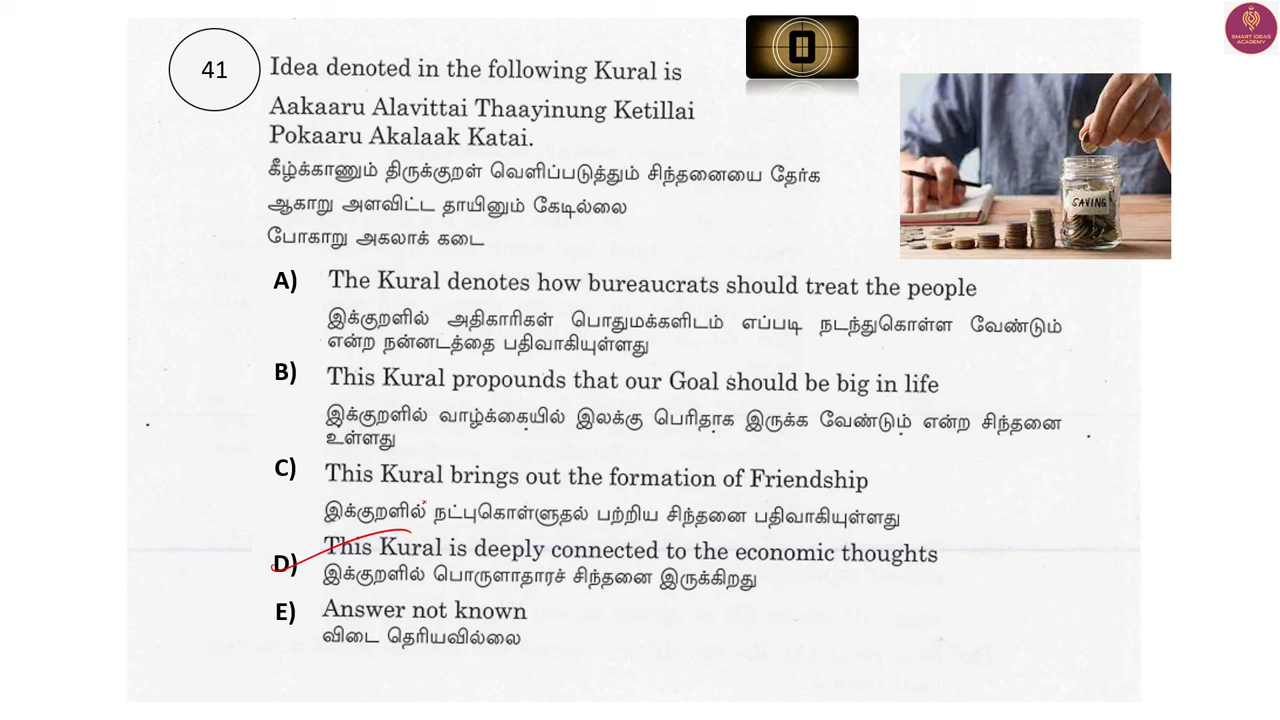 SMART IDEAS
ACADEMY
41
Idea denoted in the following Kural is
Aakaaru Alavittai Thaayinung Ketillai
Pokaaru Akalaak Katai.
கீழ்க்காணும் திருக்குறள் வெளிப்படுத்தும் சிந்தனையை தேர்க
ஆகாறு அளவிட்ட தாயினும் கேடில்லை
போகாறு அகலாக் கடை
SAVING
A) The Kural denotes how bureaucrats should treat the people
இக்குறளில் அதிகாரிகள் பொதுமக்களிடம் எப்படி நடந்துகொள்ள வேண்டும்
என்ற நன்னடத்தை பதிவாகியுள்ளது
B) This Kural propounds that our Goal should be big in life
இக்குறளில் வாழ்க்கையில் இலக்கு பெரிதாக இருக்க வேண்டும் என்ற சிந்தனை
உள்ளது
C) This Kural brings out the formation of Friendship
இக்குறளில் நட்புகொள்ளுதல் பற்றிய சிந்தனை பதிவாகியுள்ளது
D) This Kural is deeply connected to the economic thoughts
இக்குறளில் பொருளாதாரச் சிந்தனை இருக்கிறது
E) Answer not known
விடை தெரியவில்லை